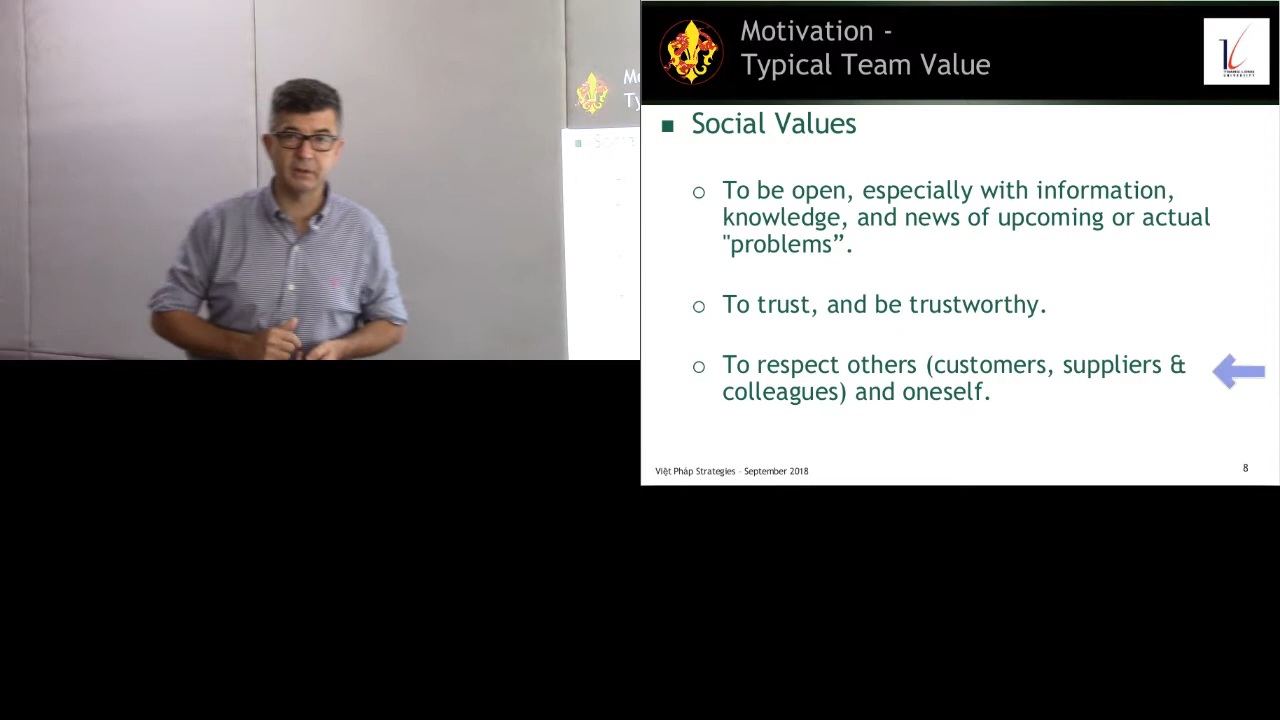 Motivation -
Typical Team Value
■ Social Values
○ To be open, especially with information,
knowledge, and news of upcoming or actual
"problems”.
○ To trust, and be trustworthy.
○ To respect others (customers, suppliers &
colleagues) and oneself.
Việt Pháp Strategies - September 2018
8